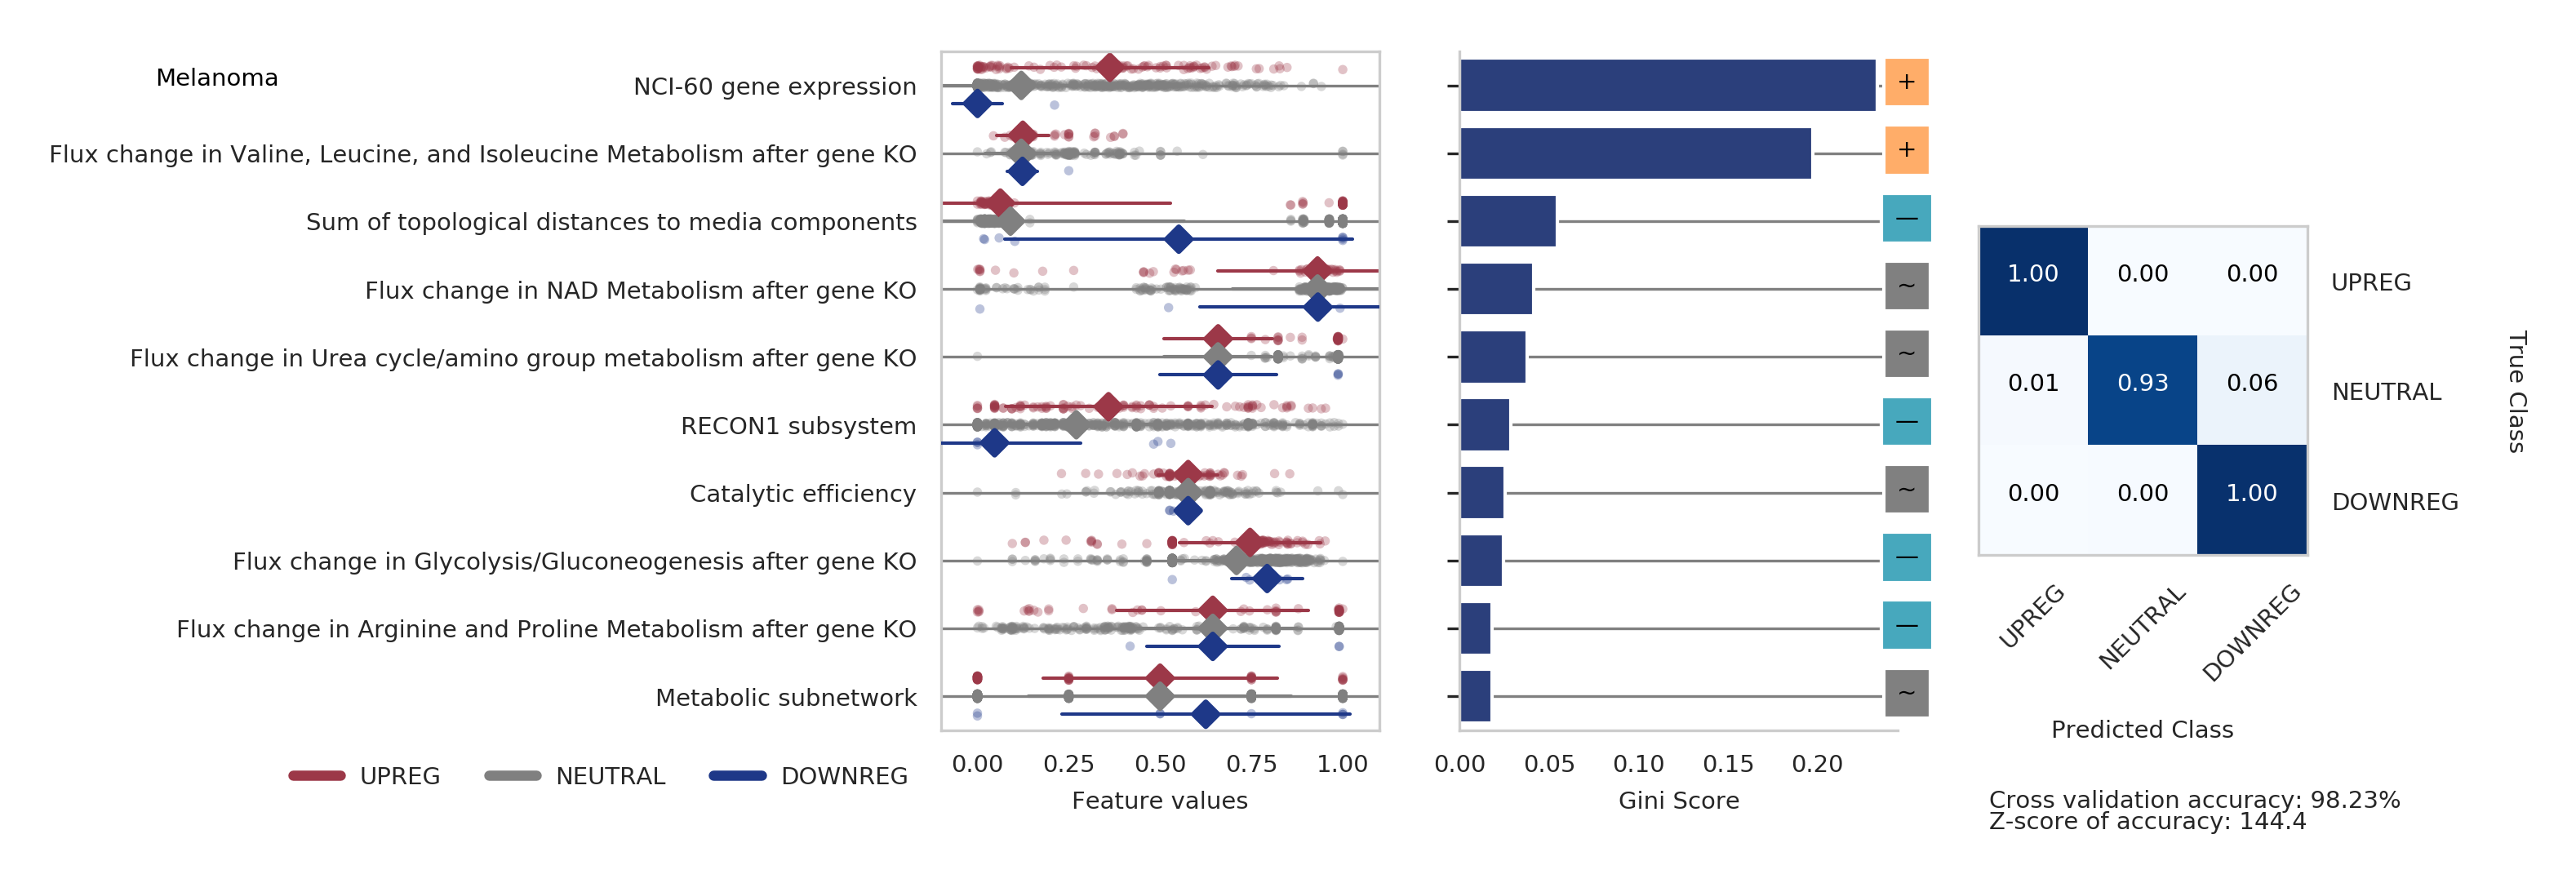 Melanoma
NCI-60 gene expression
Flux change in Valine, Leucine, and Isoleucine Metabolism after gene KO
Sum of topological distances to media components
Flux change in NAD Metabolism after gene KO
Flux change in Urea cycle/amino group metabolism after gene KO
RECON1 subsystem
Catalytic efficiency
Flux change in Glycolysis/Gluconeogenesis after gene KO
Flux change in Arginine and Proline Metabolism after gene KO
Metabolic subnetwork
UPREG NEUTRAL DOWNREG
0.00 0.25 0.50 0.75 1.00
Feature values
+
+
—
~
~
—
~
—
—
~
0.00 0.05 0.10 0.15 0.20
Gini Score
1.00 0.00 0.00 UPREG
0.01 0.93 0.06 NEUTRAL
0.00 0.00 1.00 DOWNREG
True Class
UPREG NEUTRAL DOWNREG
Predicted Class
Cross validation accuracy: 98.23%
Z-score of accuracy: 144.4